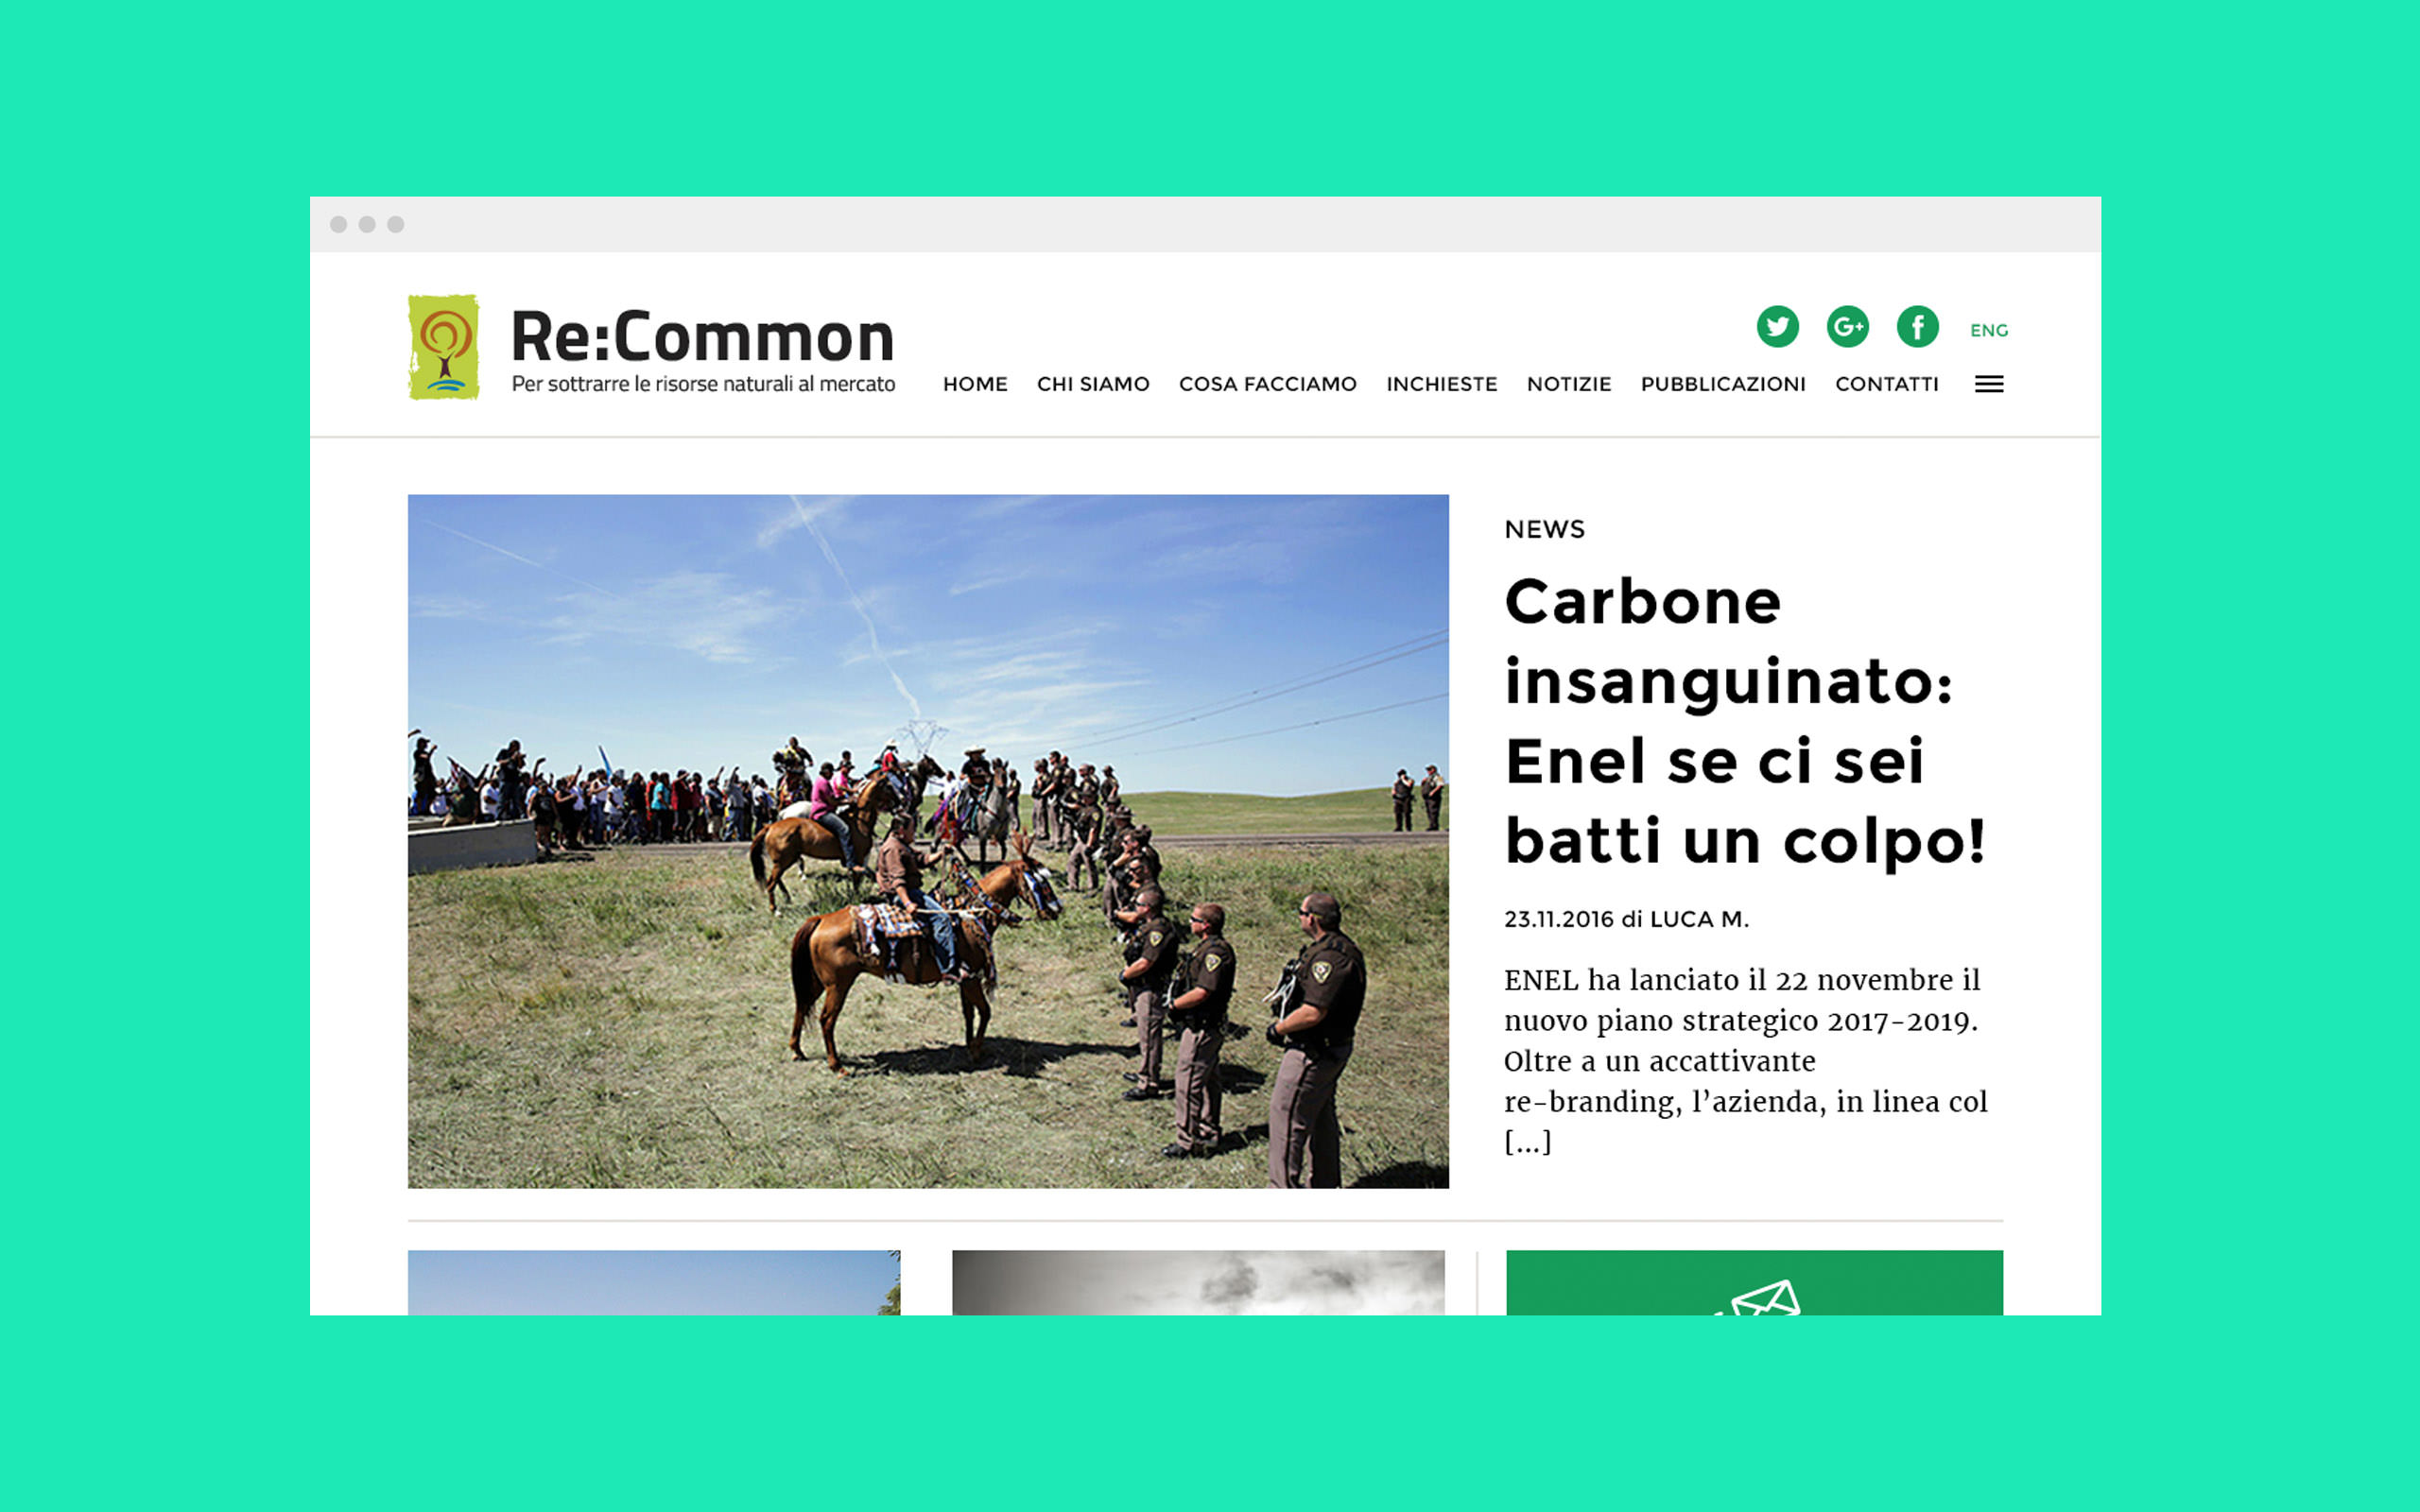 Re:Common
Per sottrarre le risorse naturali al mercato
ENG
HOME CHI SIAMO COSA FACCIAMO INCHIESTE NOTIZIE PUBBLICAZIONI CONTATTI
NEWS
Carbone
insanguinato:
Enel se ci sei
batti un colpo!
23.11.2016 di LUCA M.
ENEL ha lanciato il 22 novembre il
nuovo piano strategico 2017-2019.
Oltre a un accattivante
re-branding, l’azienda, in linea col
[...]